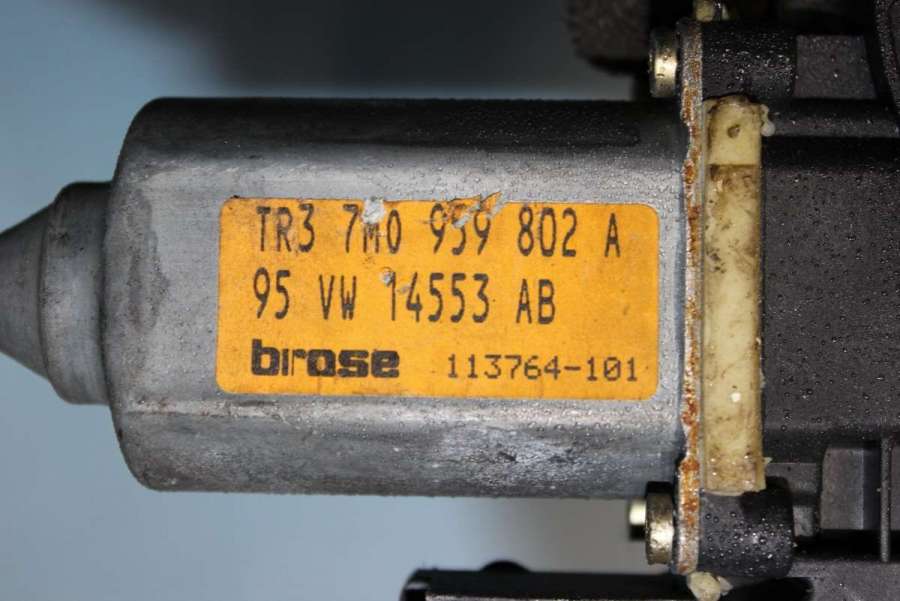 TR3 7M0 959 802 A
95 VW 14553 AB
brose 113764-101